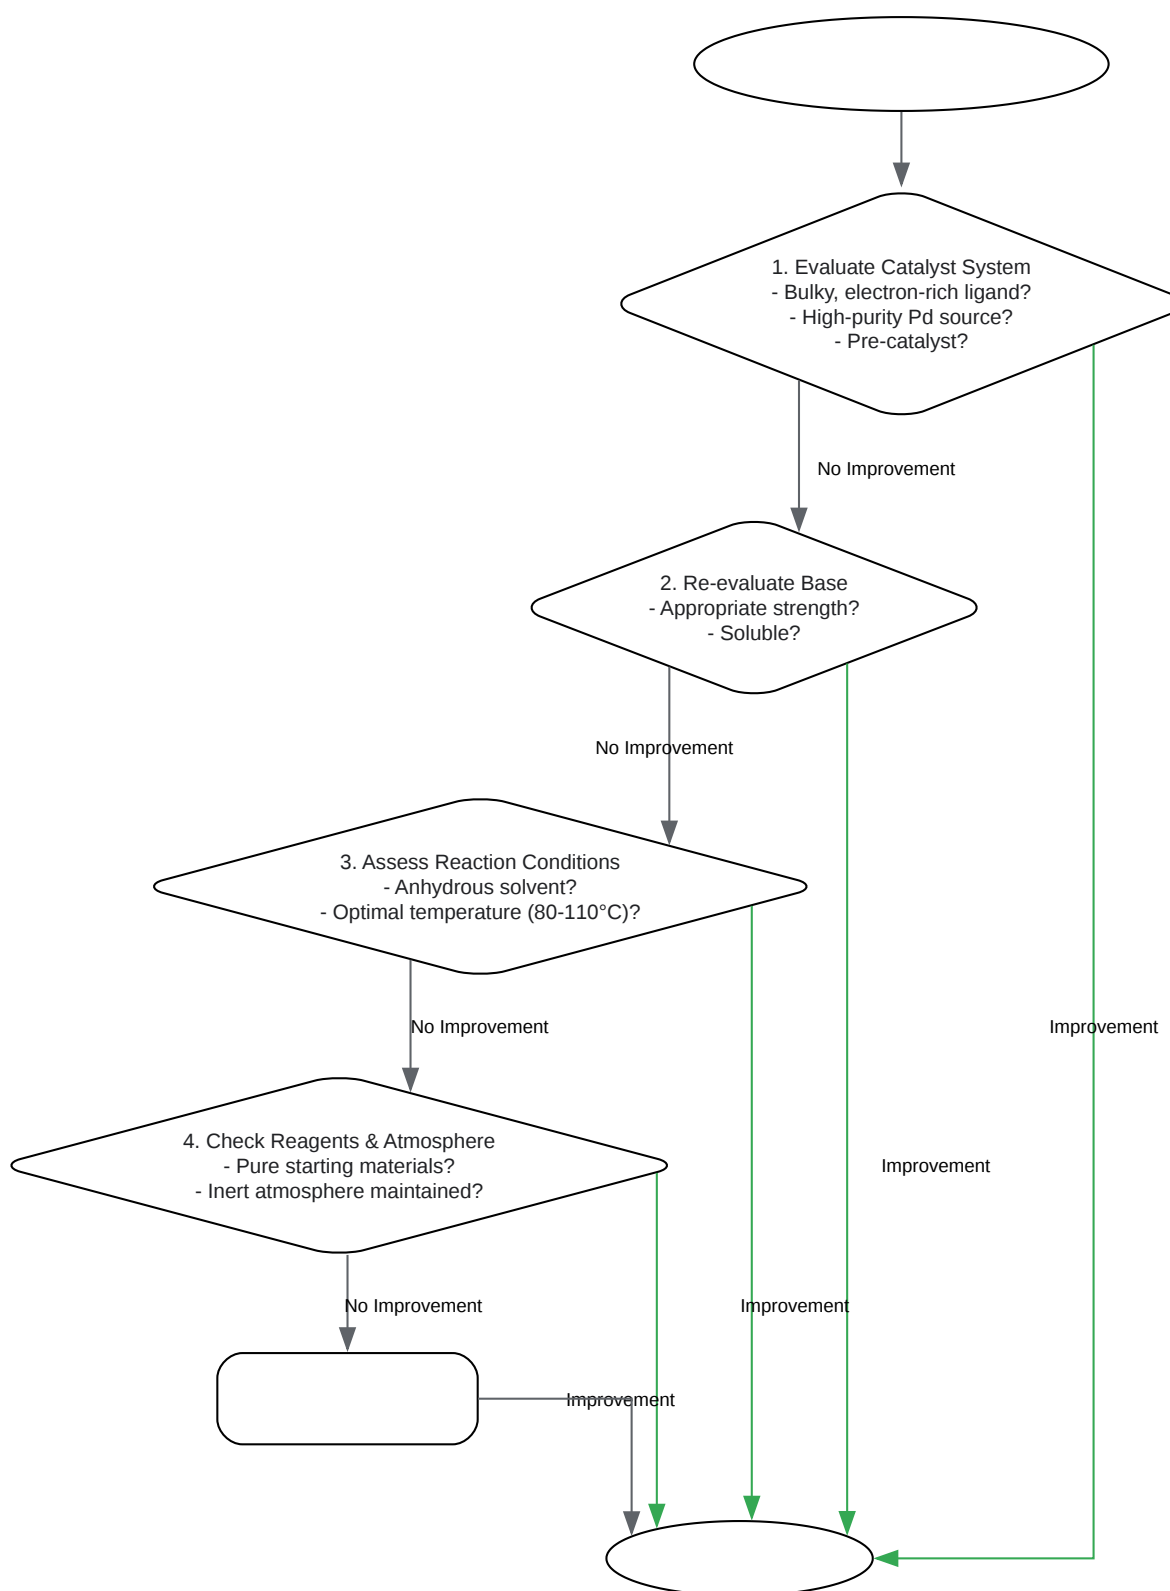 1. Evaluate Catalyst System
- Bulky, electron-rich ligand?
- High-purity Pd source?
- Pre-catalyst?
No Improvement
2. Re-evaluate Base
- Appropriate strength?
- Soluble?
No Improvement
3. Assess Reaction Conditions
- Anhydrous solvent?
- Optimal temperature (80-110°C)?
No Improvement
Improvement
4. Check Reagents & Atmosphere
- Pure starting materials?
- Inert atmosphere maintained?
Improvement
No Improvement
Improvement
Improvement